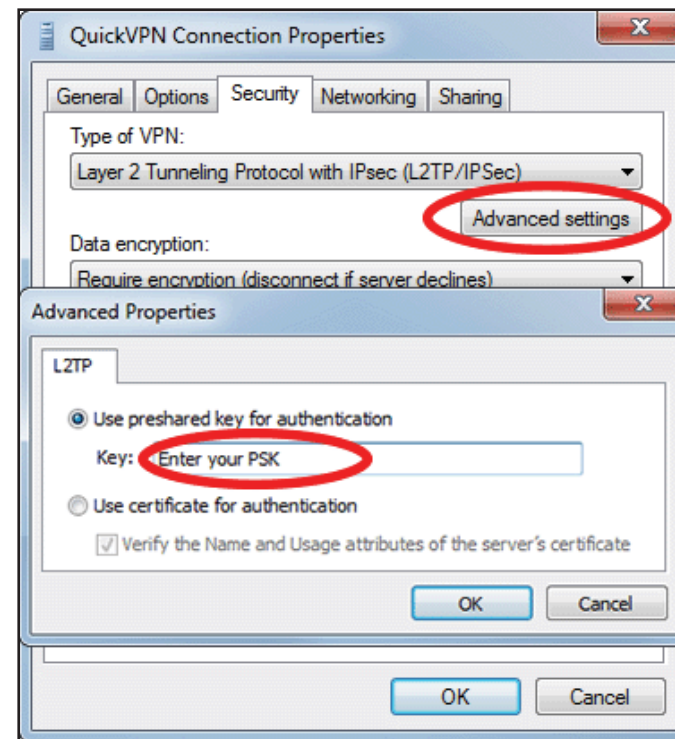 QuickVPN Connection Properties
x
General Options Security Networking Sharing
Type of VPN:
Layer 2 Tunneling Protocol with IPsec (L2TP/IPSec)
Advanced settings
Data encryption:
Require encryption (disconnect if server declines)
Advanced Properties
x
L2TP
Use preshared key for authentication
Key: Enter your PSK
Use certificate for authentication
Verify the Name and Usage attributes of the server's certificate
OK Cancel
OK Cancel